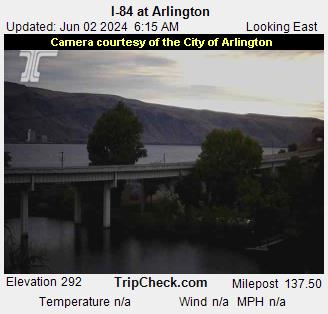 I-84 at Arlington
Updated: Jun 02 2024 6:15 AM Looking East
Camera courtesy of the City of Arlington
Elevation 292 TripCheck.com Milepost 137.50
Temperature n/a Wind n/a MPH n/a